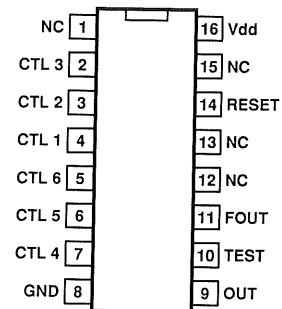 NC 1 16 Vdd
CTL 3 2 15 NC
CTL 2 3 14 RESET
CTL 1 4 13 NC
CTL 6 5 12 NC
CTL 5 6 11 FOUT
CTL 4 7 10 TEST
GND 8 9 OUT